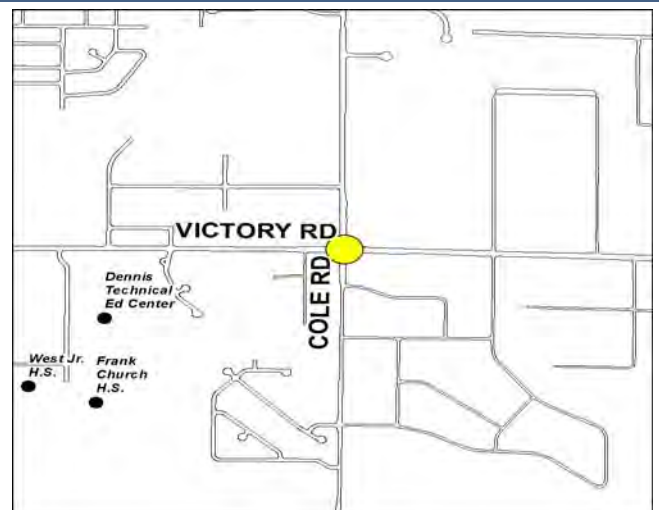 VICTORY RD
COLE RD
Dennis
Technical
Ed Center
West Jr.
H.S.
Frank
Church
H.S.